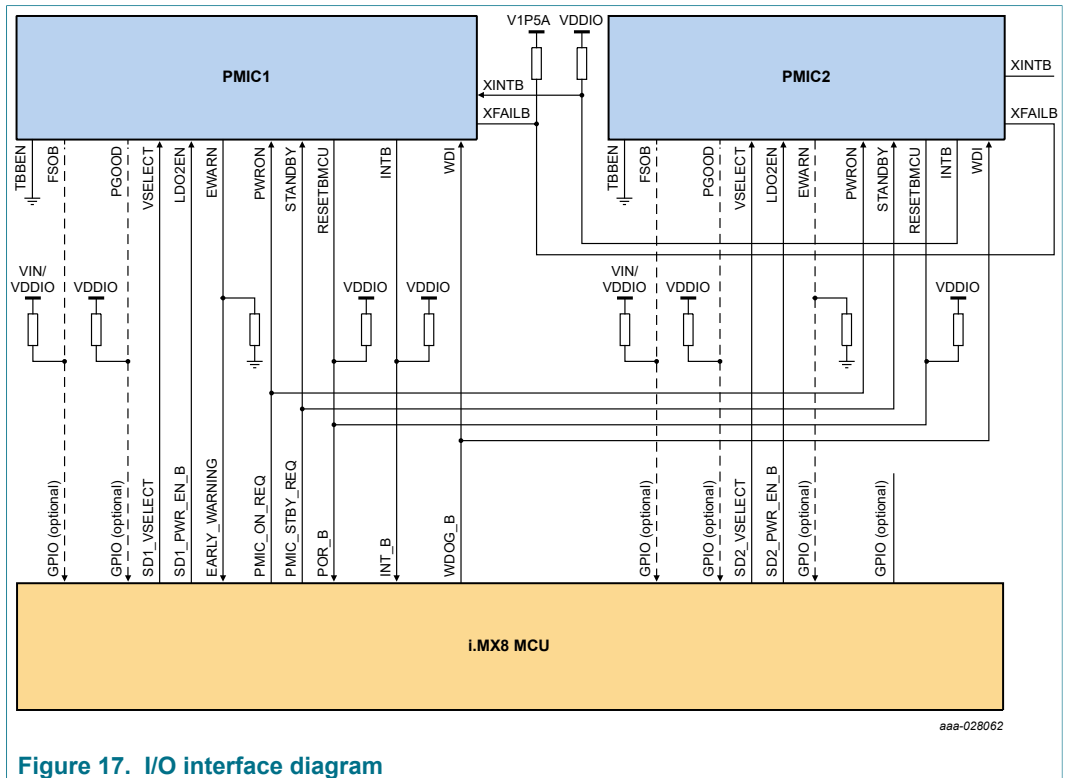 V1P5A VDDIO
PMIC1
PMIC2
XINTB
XFAILB
XINTB
XFAILB
TBBEN
FSOB
PGOOD
VSELECT
LDO2EN
EWARN
PWRON
STANDBY
RESETBMCU
INTB
WDI
TBBEN
FSOB
PGOOD
VSELECT
LDO2EN
EWARN
PWRON
STANDBY
RESETBMCU
INTB
WDI
VIN/
VDDIO
VDDIO
VDDIO
VDDIO
VIN/
VDDIO
VDDIO
VDDIO
GPIO (optional)
GPIO (optional)
SD1_VSELECT
SD1_PWR_EN_B
EARLY_WARNING
PMIC_ON_REQ
PMIC_STBY_REQ
POR_B
INT_B
WDOG_B
GPIO (optional)
GPIO (optional)
SD2_VSELECT
SD2_PWR_EN_B
GPIO (optional)
GPIO (optional)
i.MX8 MCU
aaa-028062
Figure 17. I/O interface diagram